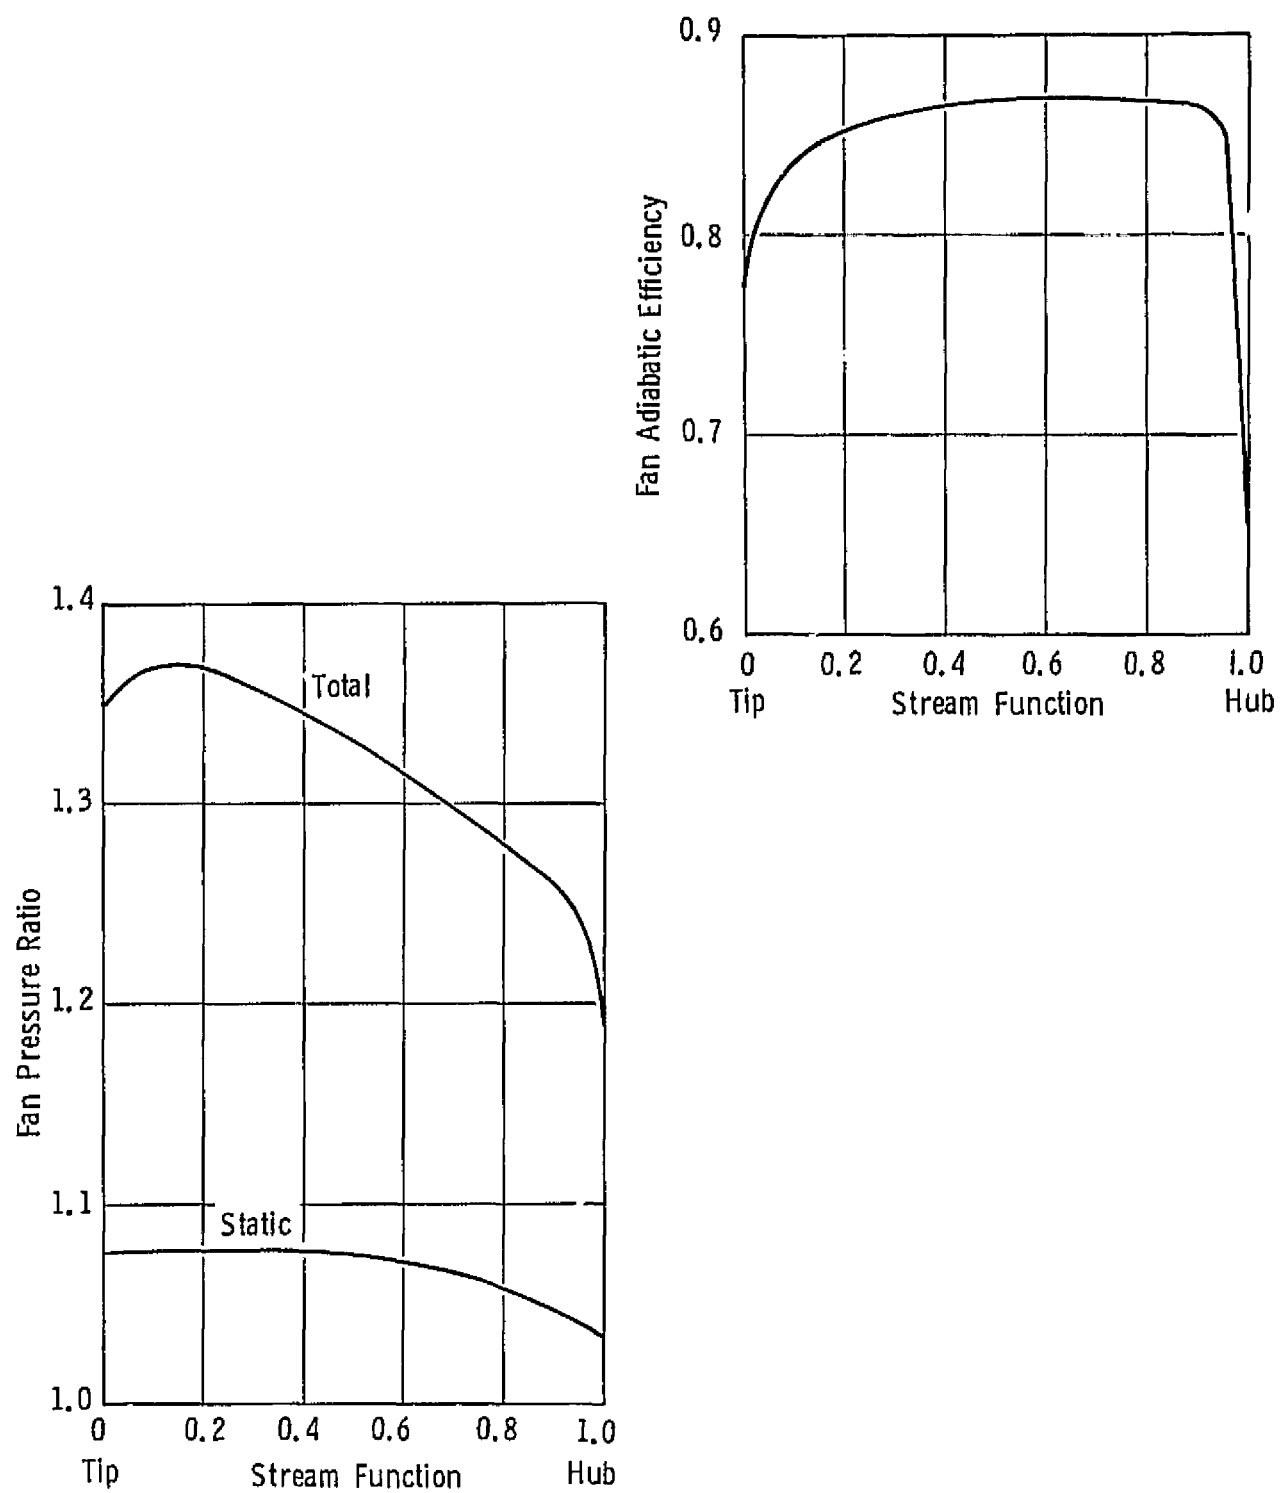 0.9
0.8
0.7
0.6
Fan Adiabatic Efficiency
0 0.2 0.4 0.6 0.8 1.0
Tip Stream Function Hub
1.4
1.3
1.2
1.1
1.0
Fan Pressure Ratio
Total
Static
0 0.2 0.4 0.6 0.8 1.0
Tip Stream Function Hub